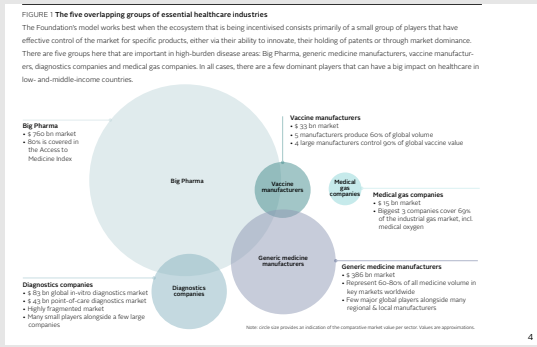 FIGURE 1 The five overlapping groups of essential healthcare industries
The Foundation's model works best when the ecosystem that is being incentivised consists primarily of a small group of players that have
effective control of the market for specific products, either via their ability to innovate, their holding of patents or through market dominance.
There are five groups here that are important in high-burden disease areas: Big Pharma, generic medicine manufacturers, vaccine manufactur-
ers, diagnostics companies and medical gas companies. In all cases, there are a few dominant players that can have a big impact on healthcare in
low- and-middle-income countries.
Big Pharma
• $ 760 bn market
• 80% is covered in
the Access to
Medicine Index
Big Pharma
Vaccine manufacturers
• $ 33 bn market
• 5 manufacturers produce 60% of global volume
• 4 large manufacturers control 90% of global vaccine value
Vaccine
manufacturers
Medical
gas
companies
Medical gas companies
• $ 15 bn market
• Biggest 3 companies cover 69%
of the industrial gas market, incl.
medical oxygen
Generic medicine
manufacturers
Generic medicine manufacturers
• $ 386 bn market
• Represent 60-80% of all medicine volume in
key markets worldwide
• Few major global players alongside many
regional & local manufacturers
Diagnostics companies
• $ 83 bn global in-vitro diagnostics market
• $ 43 bn point-of-care diagnostics market
• Highly fragmented market
• Many small players alongside a few large
companies
Diagnostics
companies
Note: circle size provides an indication of the comparative market value per sector. Values are approximations.
4